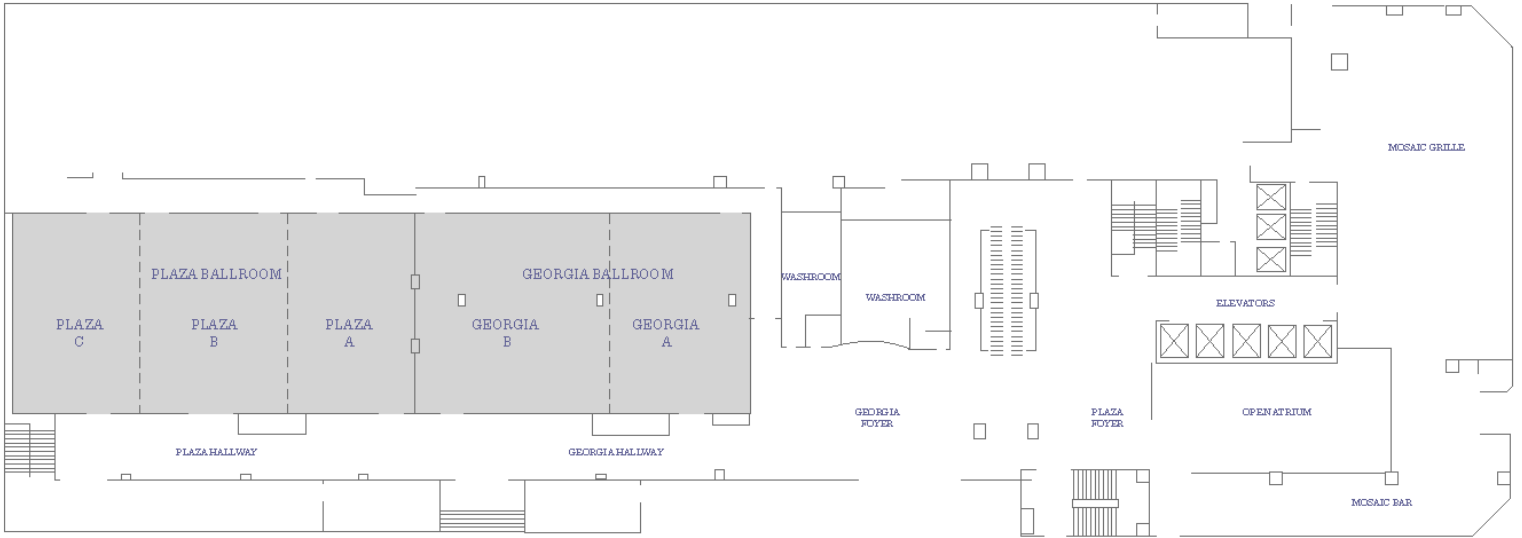 MOSAIC GRILLE
PLAZA BALLROOM
GEORGIA BALLROOM
WASHROOM
WASHROOM
ELEVATORS
PLAZA
C
PLAZA
B
PLAZA
A
GEORGIA
B
GEORGIA
A
GEORGIA
FOYER
PLAZA
FOYER
OPEN ATRIUM
PLAZA HALLWAY
GEORGIA HALLWAY
MOSAIC BAR